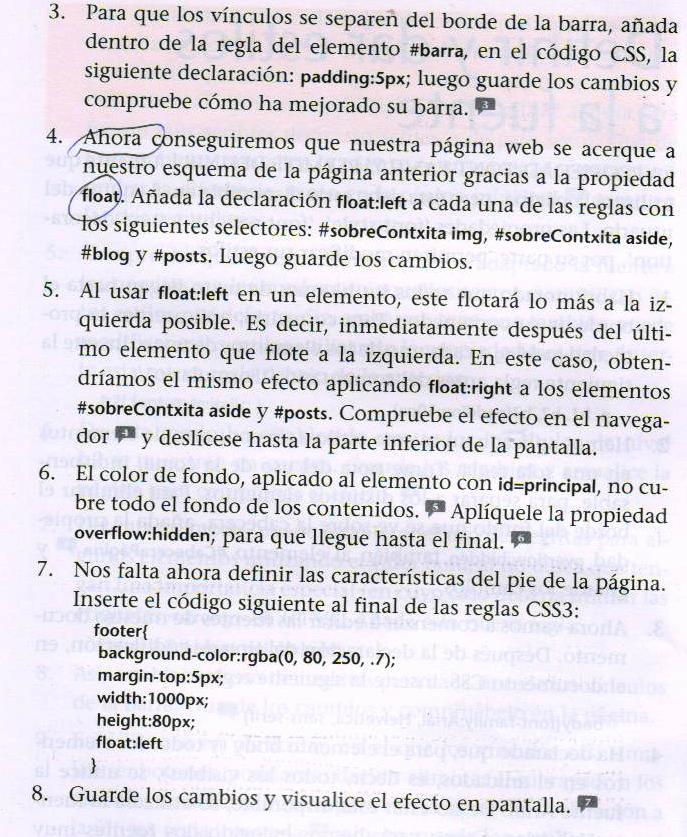 3. Para que los vínculos se separen del borde de la barra, añada
dentro de la regla del elemento #barra, en el código CSS, la
siguiente declaración: padding:5px; luego guarde los cambios y
compruebe cómo ha mejorado su barra. 3
4. Ahora conseguiremos que nuestra página web se acerque a
nuestro esquema de la página anterior gracias a la propiedad
float. Añada la declaración float:left a cada una de las reglas con
los siguientes selectores: #sobreContxita img, #sobreContxita aside,
#blog y #posts. Luego guarde los cambios.
5. Al usar float:left en un elemento, este flotará lo más a la iz-
quierda posible. Es decir, inmediatamente después del últi-
mo elemento que flote a la izquierda. En este caso, obten-
dríamos el mismo efecto aplicando float:right a los elementos
#sobreContxita aside y #posts. Compruebe el efecto en el navega-
dor 4 y deslícese hasta la parte inferior de la pantalla.
6. El color de fondo, aplicado al elemento con id=principal, no cu-
bre todo el fondo de los contenidos. 5 Aplíquele la propiedad
overflow:hidden; para que llegue hasta el final. 6
7. Nos falta ahora definir las características del pie de la página.
Inserte el código siguiente al final de las reglas CSS3:
footer{
background-color:rgba(0, 80, 250, .7);
margin-top:5px;
width:1000px;
height:80px;
float:left
}
8. Guarde los cambios y visualice el efecto en pantalla. 7